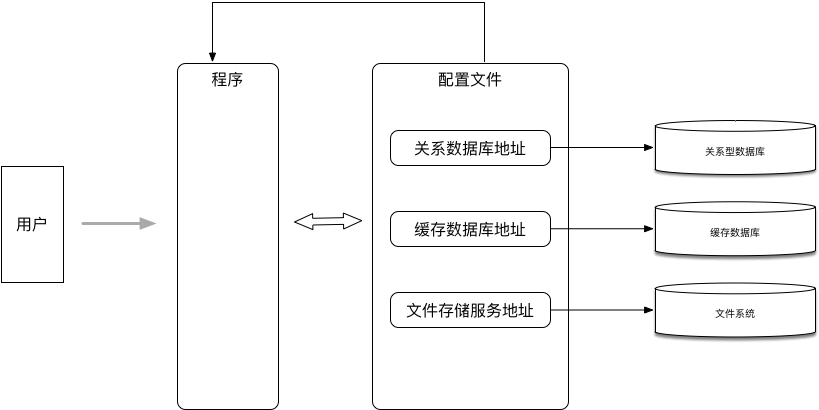 用户
程序
配置文件
关系数据库地址
缓存数据库地址
文件存储服务地址
关系型数据库
缓存数据库
文件系统